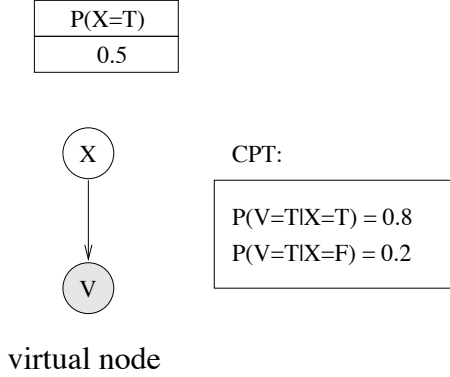 P(X=T)
0.5
X
CPT:
P(V=T|X=T) = 0.8
P(V=T|X=F) = 0.2
V
virtual node